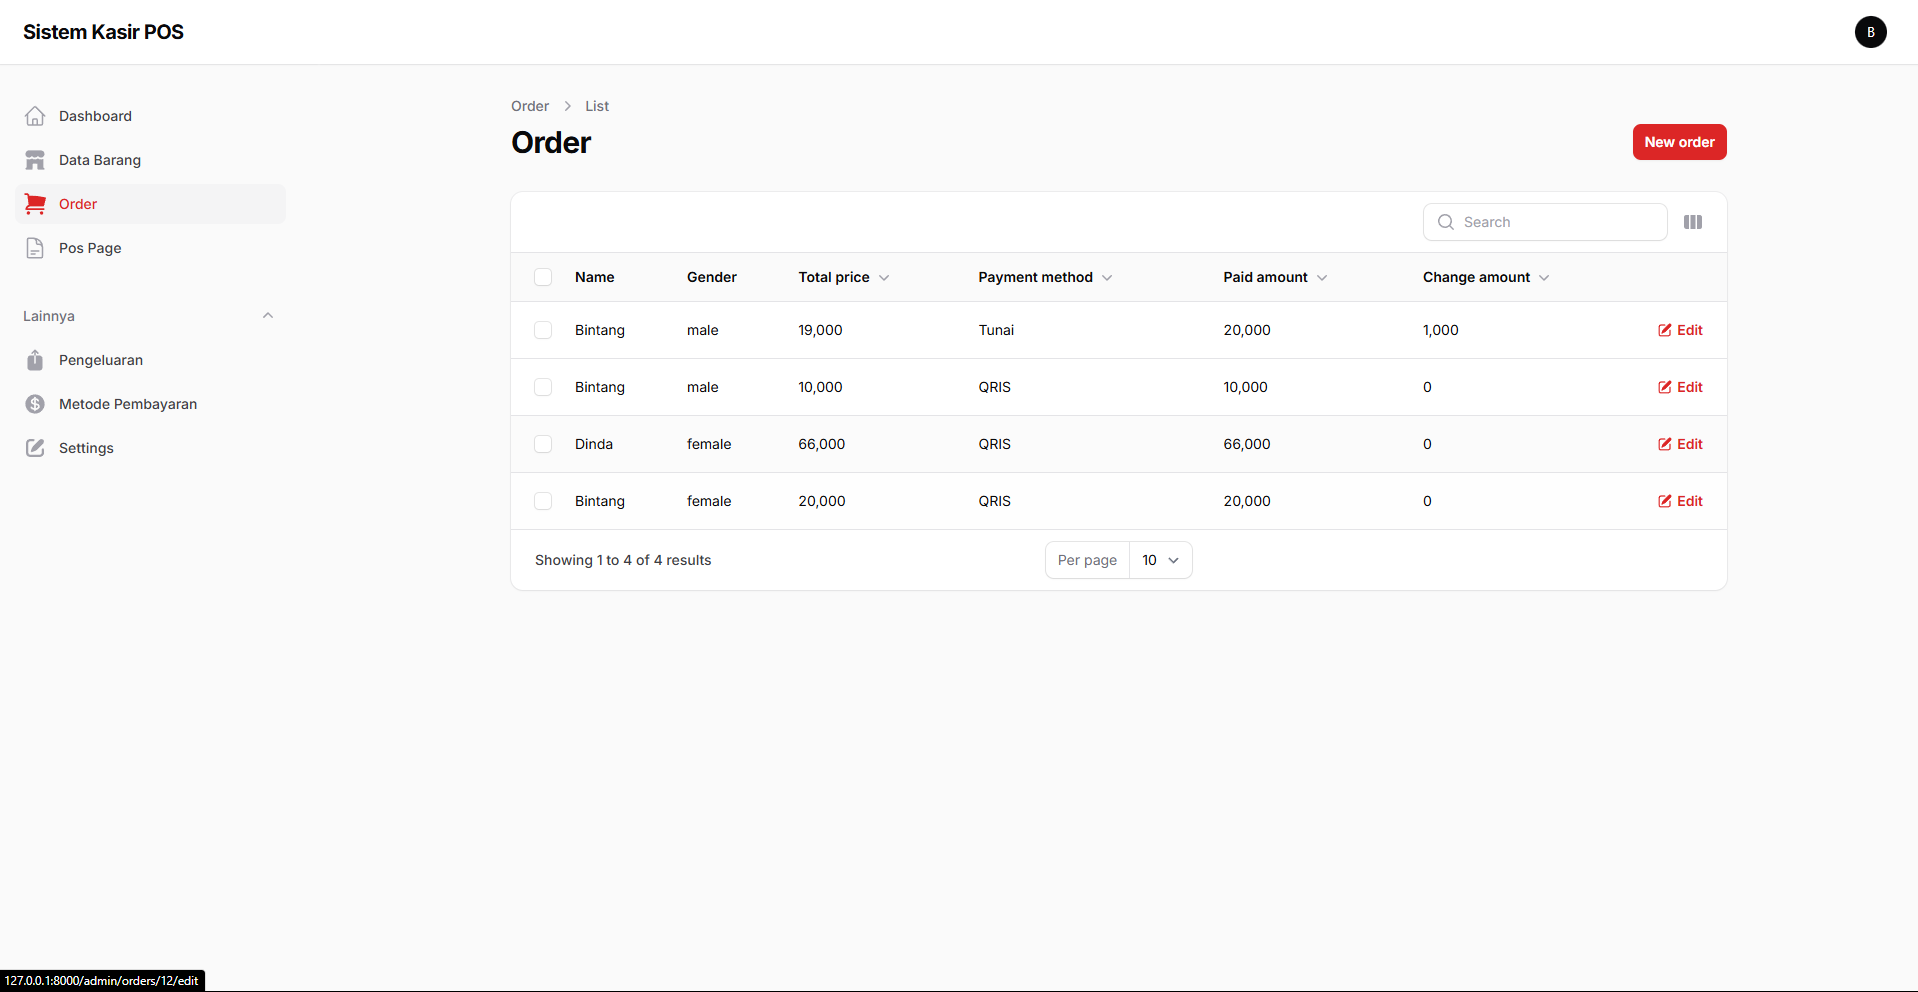 Sistem Kasir POS
B
Dashboard
Data Barang
Order
Pos Page
Lainnya
Pengeluaran
Metode Pembayaran
Settings
Order > List
Order
New order
Search
Name Gender Total price Payment method Paid amount Change amount
Bintang male 19,000 Tunai 20,000 1,000 Edit
Bintang male 10,000 QRIS 10,000 0 Edit
Dinda female 66,000 QRIS 66,000 0 Edit
Bintang female 20,000 QRIS 20,000 0 Edit
Showing 1 to 4 of 4 results Per page 10
127.0.0.1:8000/admin/orders/12/edit